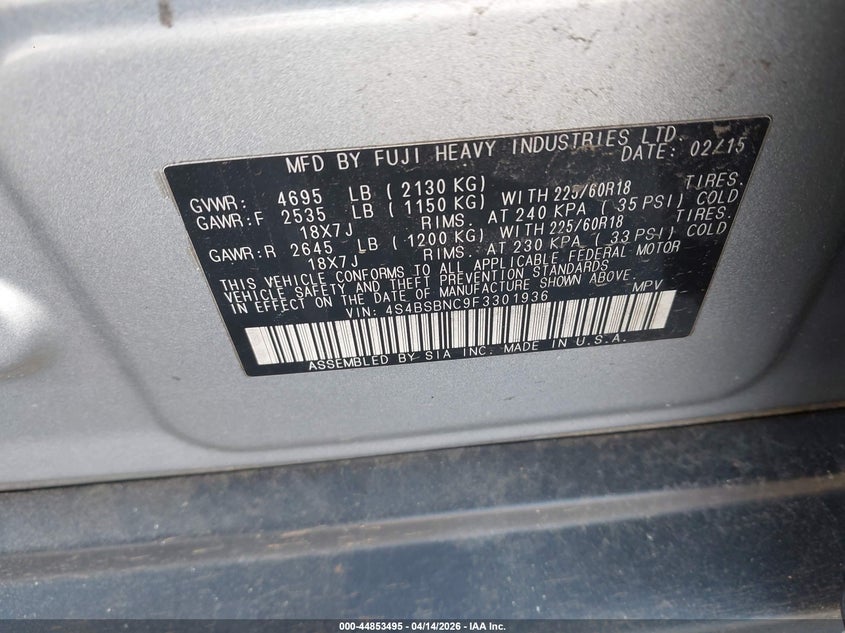 MFD BY FUJI HEAVY INDUSTRIES LTD.
DATE: 02/15
GVWR: 4695 LB ( 2130 KG)
GAWR:F 2535 LB ( 1150 KG) WITH 225/60R18 TIRES.
18X7J RIMS. AT 240 KPA ( 35 PSI) COLD
GAWR:R 2645 LB ( 1200 KG) WITH 225/60R18 TIRES.
18X7J RIMS. AT 230 KPA ( 33 PSI) COLD
THIS VEHICLE CONFORMS TO ALL APPLICABLE FEDERAL MOTOR
VEHICLE SAFETY AND THEFT PREVENTION STANDARDS
IN EFFECT ON THE DATE OF MANUFACTURE SHOWN ABOVE.
VIN: 4S4BSBNC9F3301936 MPV
ASSEMBLED BY SIA INC. MADE IN U.S.A.
000-44853495 - 04/14/2026 - IAA Inc.